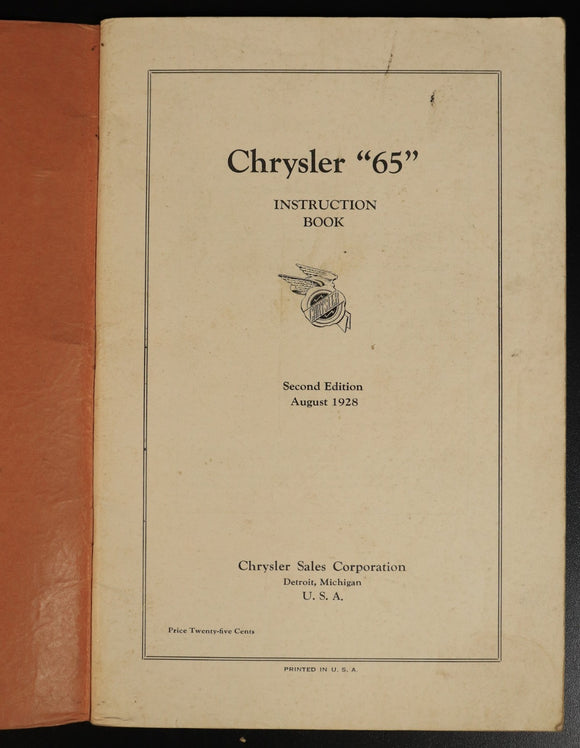 Chrysler “65”
INSTRUCTION
BOOK
CHRYSLER
Second Edition
August 1928
Chrysler Sales Corporation
Detroit, Michigan
U. S. A.
Price Twenty-five Cents
PRINTED IN U. S. A.